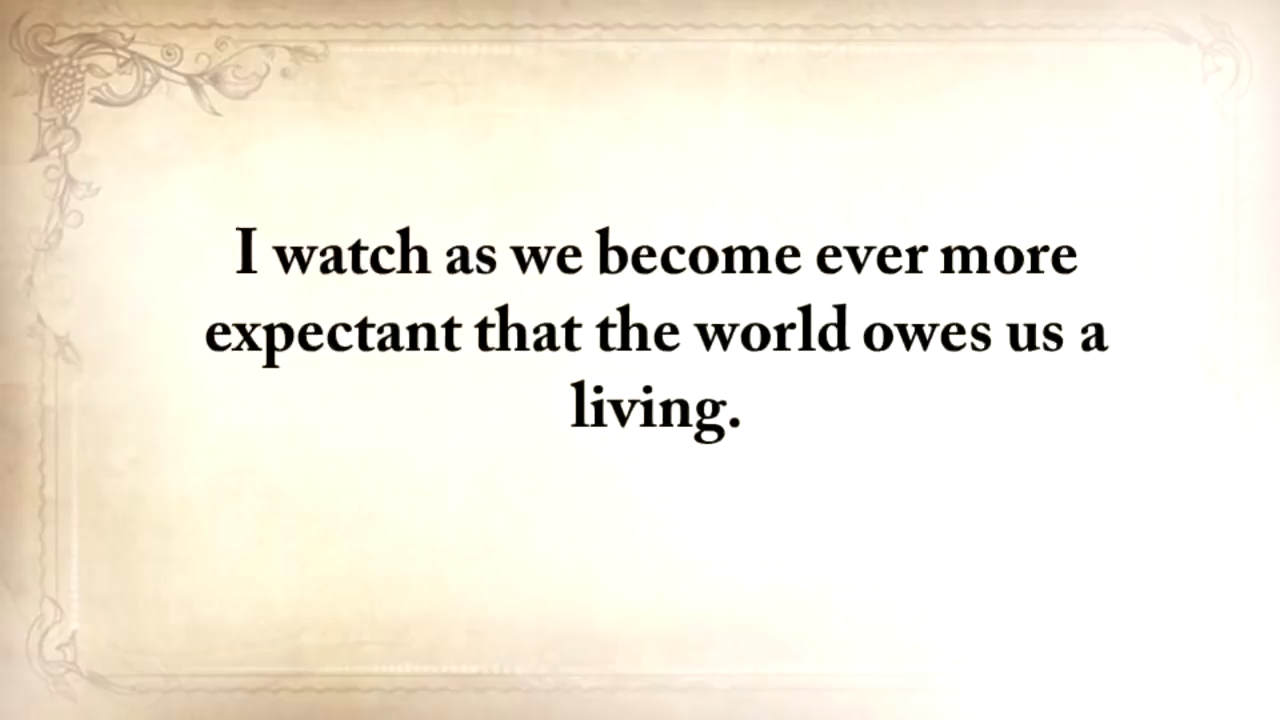 I watch as we become ever more
expectant that the world owes us a
living.